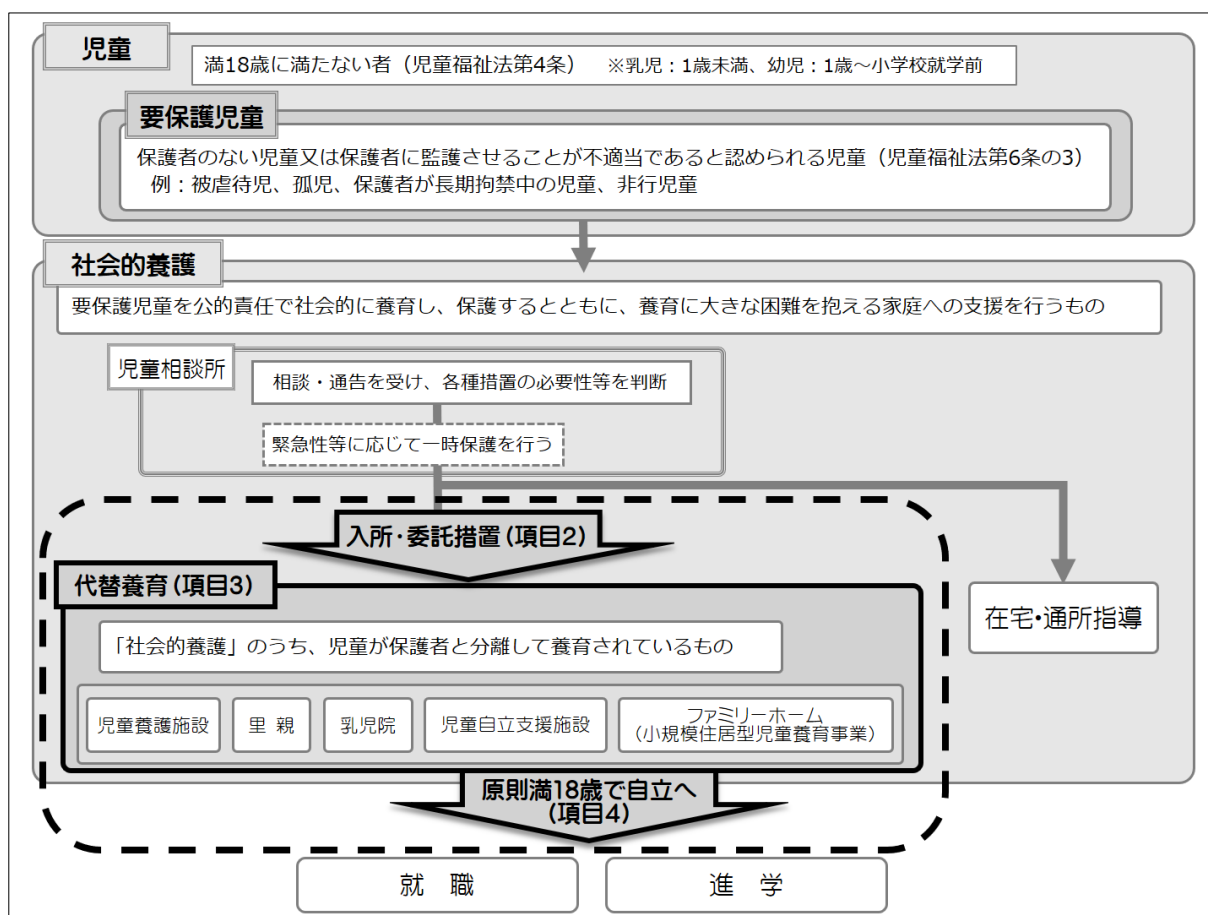 児童
満18歳に満たない者（児童福祉法第4条）　※乳児：1歳未満、幼児：1歳～小学校就学前
要保護児童
保護者のない児童又は保護者に監護させることが不適当であると認められる児童（児童福祉法第6条の3）
例：被虐待児、孤児、保護者が長期拘禁中の児童、非行児童
社会的養護
要保護児童を公的責任で社会的に養育し、保護するとともに、養育に大きな困難を抱える家庭への支援を行うもの
児童相談所
相談・通告を受け、各種措置の必要性等を判断
緊急性等に応じて一時保護を行う
入所・委託措置(項目2)
代替養育(項目3)
「社会的養護」のうち、児童が保護者と分離して養育されているもの
在宅・通所指導
児童養護施設
里 親
乳児院
児童自立支援施設
ファミリーホーム
（小規模住居型児童養育事業）
原則満18歳で自立へ
(項目4)
就 職
進 学